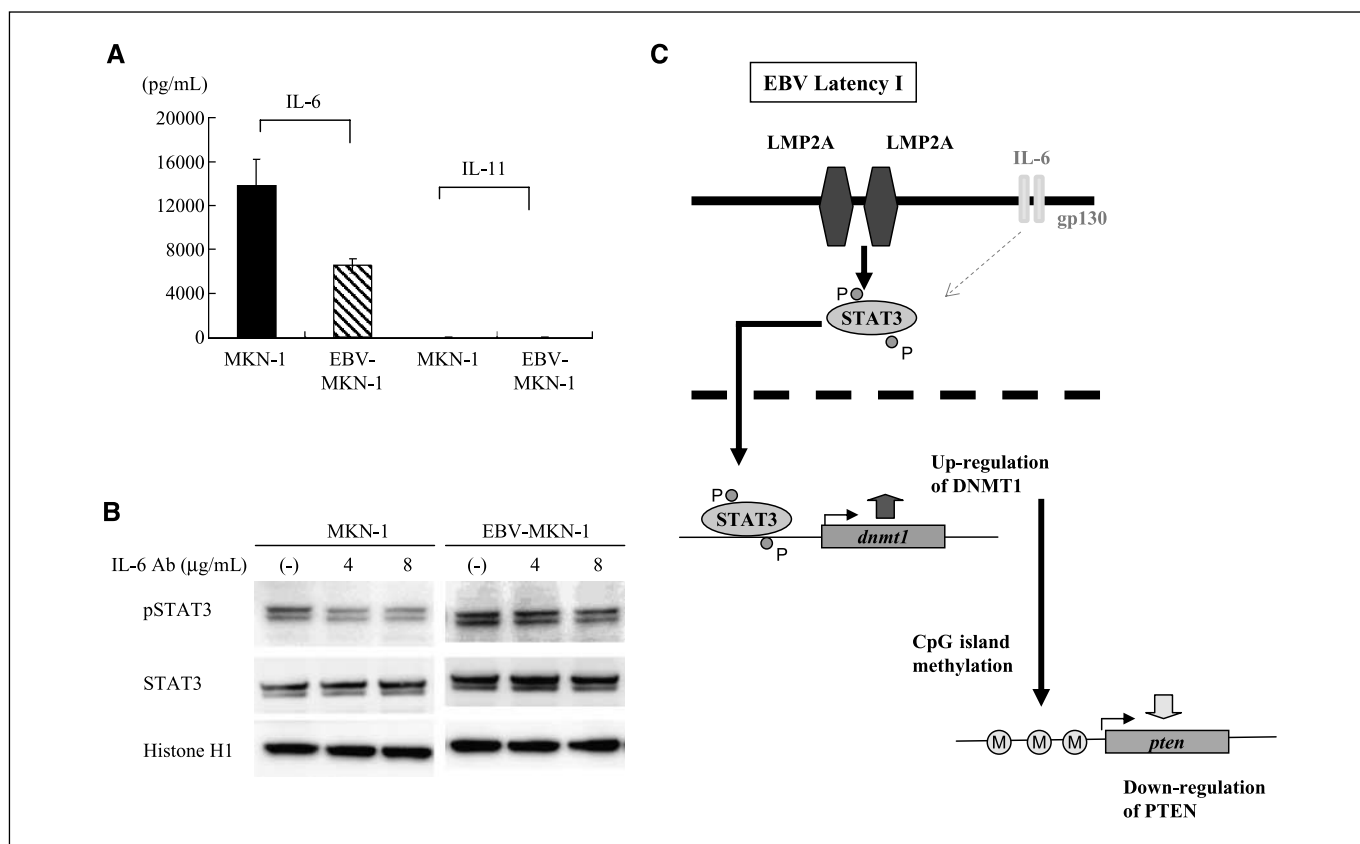 A
(pg/mL)
20000
16000
12000
8000
4000
0
IL-6
IL-11
MKN-1
EBV-
MKN-1
MKN-1
EBV-
MKN-1
B
MKN-1
EBV-MKN-1
IL-6 Ab (μg/mL)
(-)
4
8
(-)
4
8
pSTAT3
STAT3
Histone H1
C
EBV Latency I
LMP2A
LMP2A
IL-6
gp130
P
STAT3
P
P
STAT3
P
dnmt1
Up-regulation
of DNMT1
CpG island
methylation
M
M
M
pten
Down-regulation
of PTEN